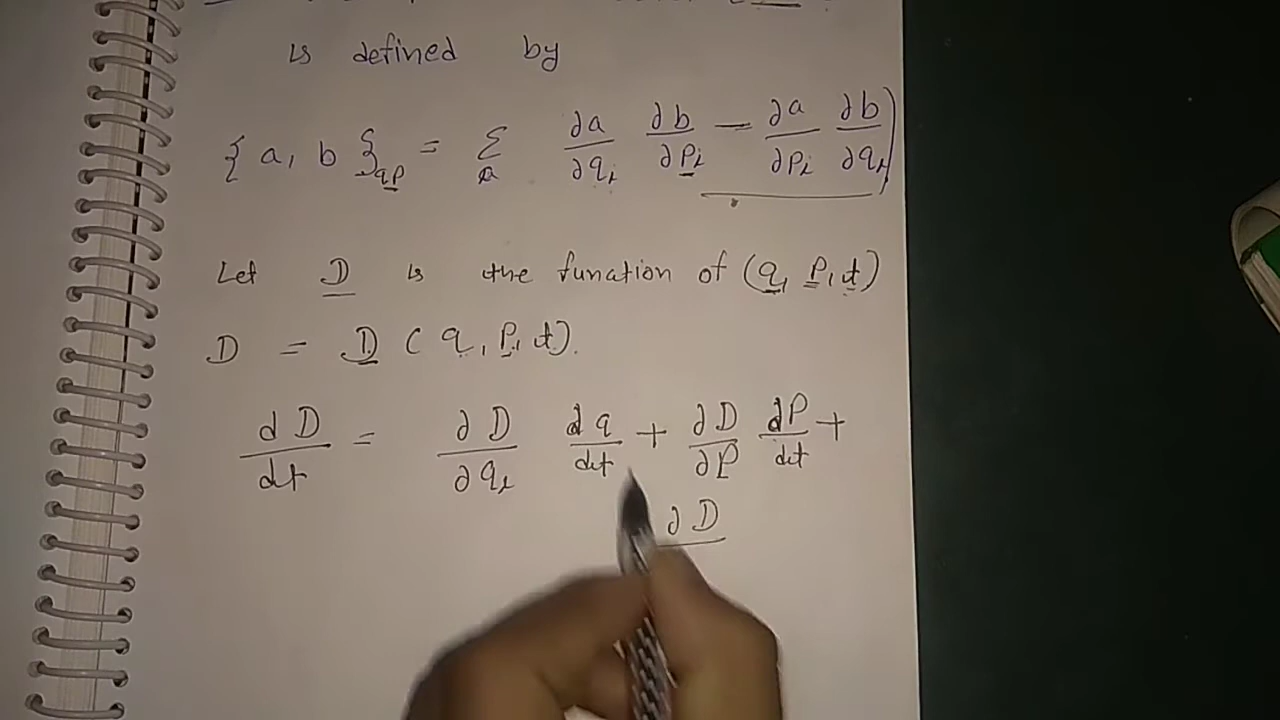 is defined by
{ a, b }qp = Σ ∂a/∂qi ∂b/∂pi − ∂a/∂pi ∂b/∂qi)
Let D is the funation of (q, P, t)
D = D ( q, P, t).
dD/dt = ∂D/∂qi dq/dt + ∂D/∂P dP/dt +
∂D